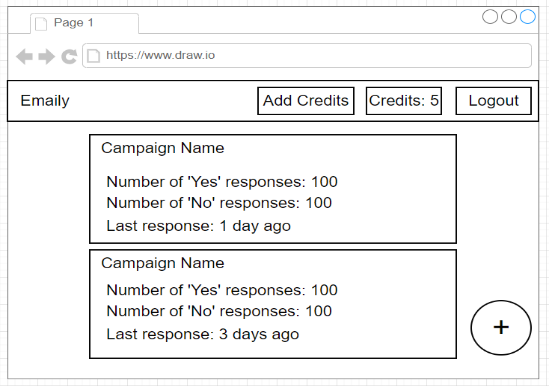 Page 1
https://www.draw.io
Emaily Add Credits Credits: 5 Logout
Campaign Name
Number of 'Yes' responses: 100
Number of 'No' responses: 100
Last response: 1 day ago
Campaign Name
Number of 'Yes' responses: 100
Number of 'No' responses: 100
Last response: 3 days ago
+